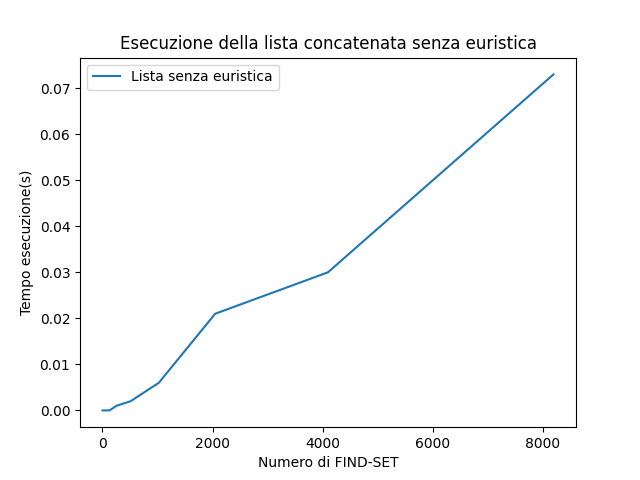 Esecuzione della lista concatenata senza euristica
Lista senza euristica
0.07
0.06
0.05
0.04
0.03
0.02
0.01
0.00
Tempo esecuzione(s)
0 2000 4000 6000 8000
Numero di FIND-SET